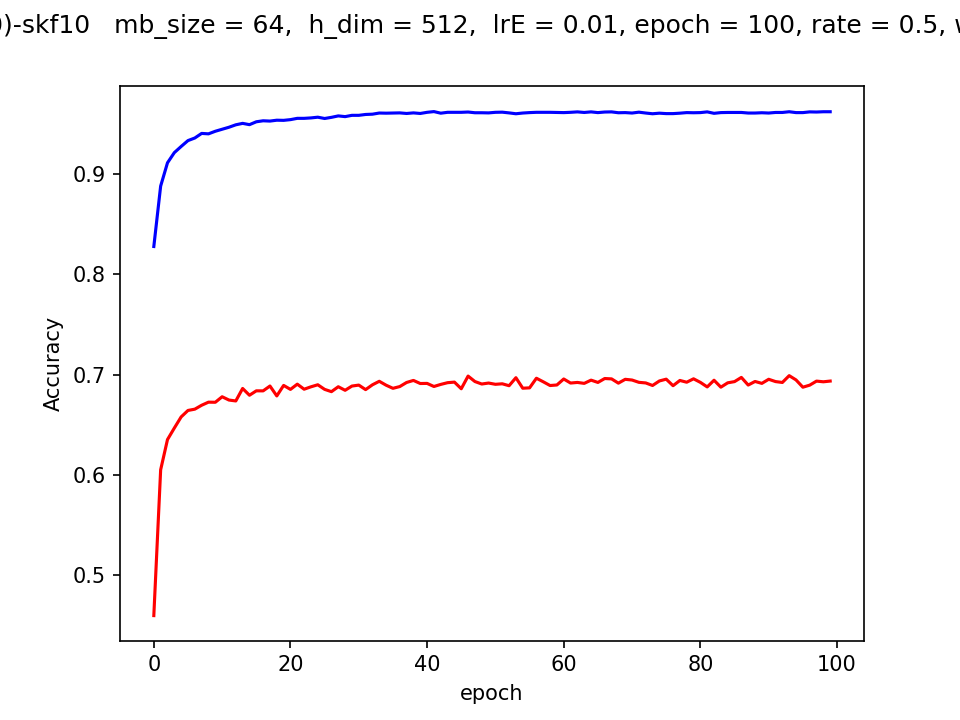 )-skf10 mb_size = 64, h_dim = 512, lrE = 0.01, epoch = 100, rate = 0.5,
0.9
0.8
0.7
0.6
0.5
Accuracy
0 20 40 60 80 100
epoch